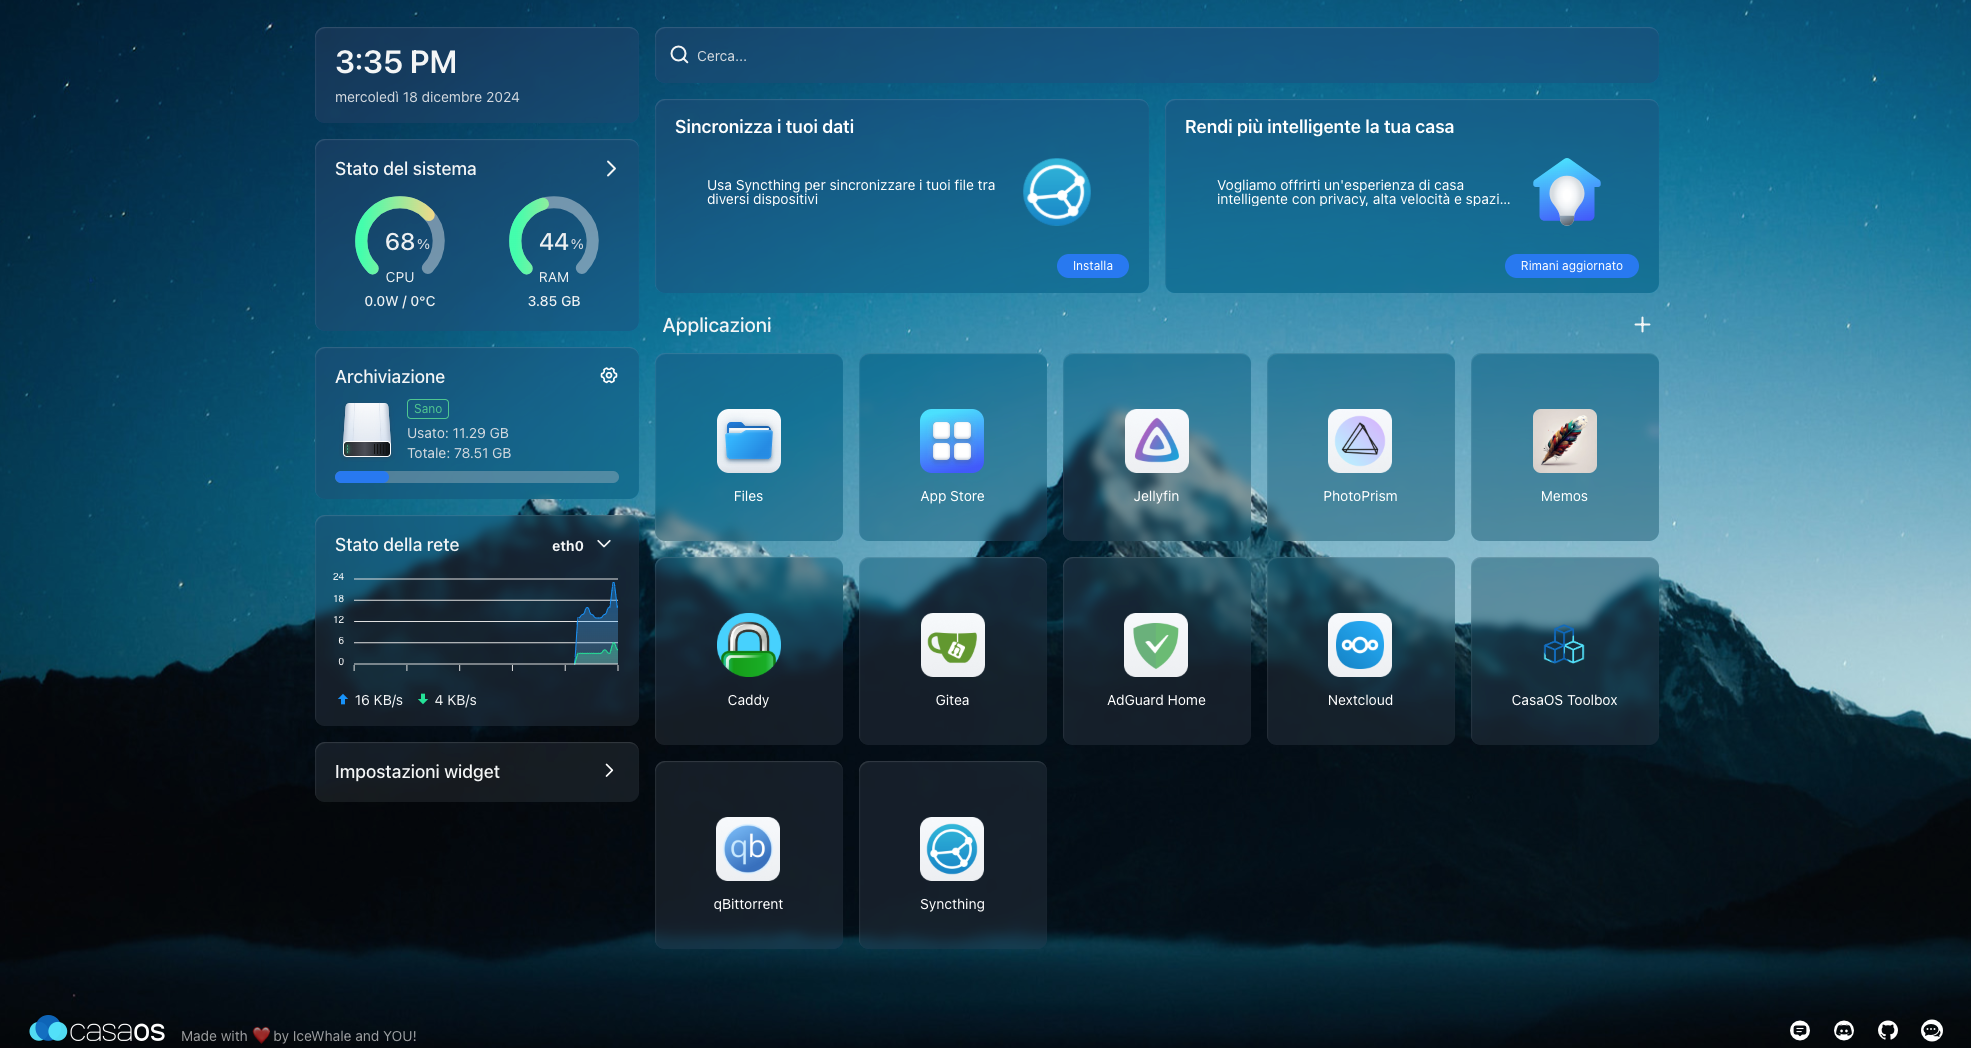 3:35 PM
mercoledì 18 dicembre 2024
Stato del sistema
68%
CPU
0.0W / 0°C
44%
RAM
3.85 GB
Archiviazione
Sano
Usato: 11.29 GB
Totale: 78.51 GB
Stato della rete
eth0
24
18
12
6
0
16 KB/s
4 KB/s
Impostazioni widget
Cerca...
Sincronizza i tuoi dati
Usa Syncthing per sincronizzare i tuoi file tra
diversi dispositivi
Installa
Rendi più intelligente la tua casa
Vogliamo offrirti un'esperienza di casa
intelligente con privacy, alta velocità e spazi...
Rimani aggiornato
Applicazioni
Files
App Store
Jellyfin
PhotoPrism
Memos
Caddy
Gitea
AdGuard Home
Nextcloud
CasaOS Toolbox
qb
qBittorrent
Syncthing
casaOS
Made with ❤️ by IceWhale and YOU!